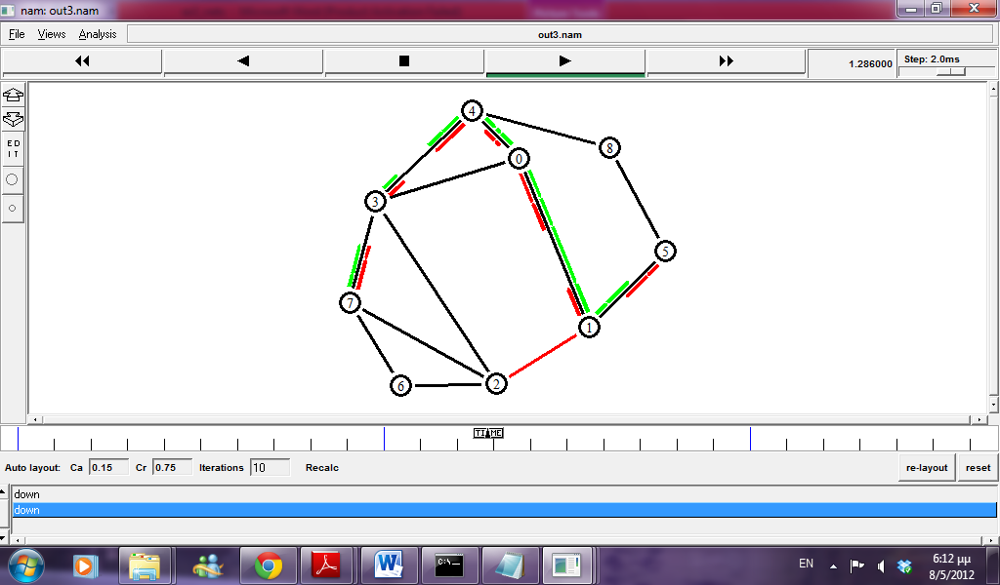 nam: out3.nam
File Views Analysis out3.nam
1.286000 Step: 2.0ms
ED
IT
4
0
8
3
5
7
1
6
2
TIME
Auto layout: Ca 0.15 Cr 0.75 Iterations 10 Recalc re-layout reset
down
down
EN 6:12 μμ
8/5/2012